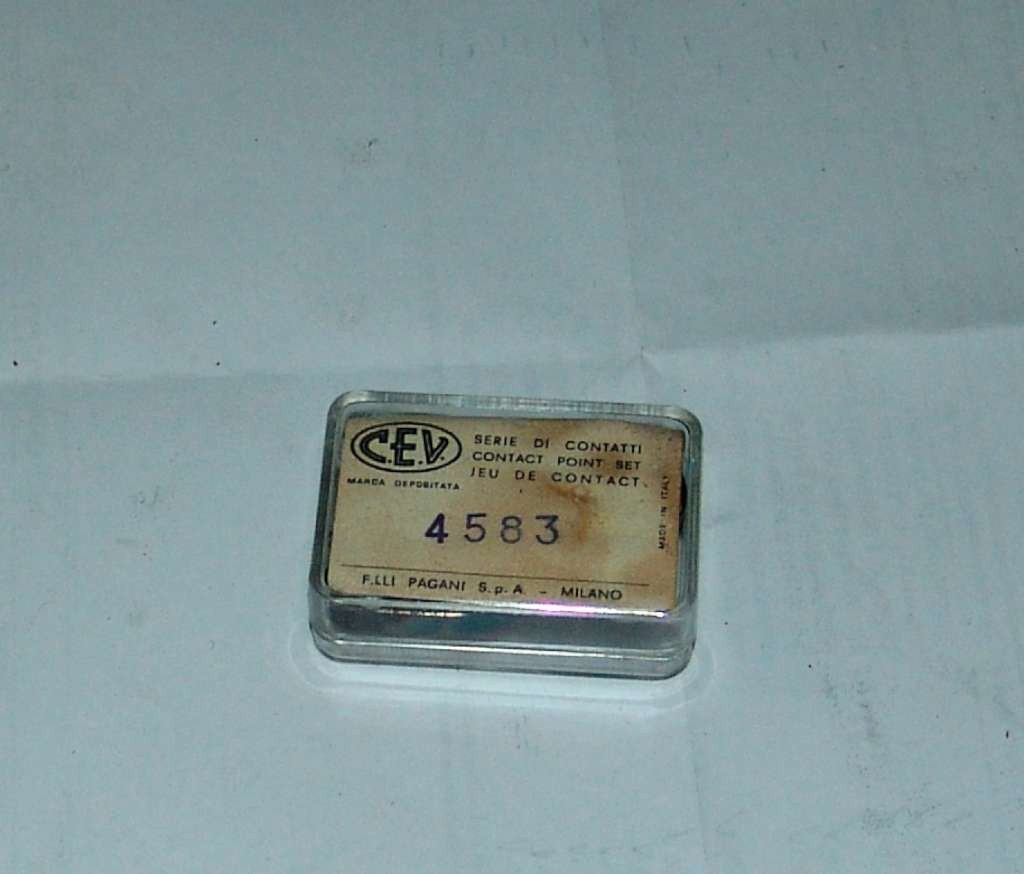 C.E.V.
MARCA DEPOSITATA
SERIE DI CONTATTI
CONTACT POINT SET
JEU DE CONTACT.
MADE IN ITALY
4583
F.LLI PAGANI S.p.A. - MILANO